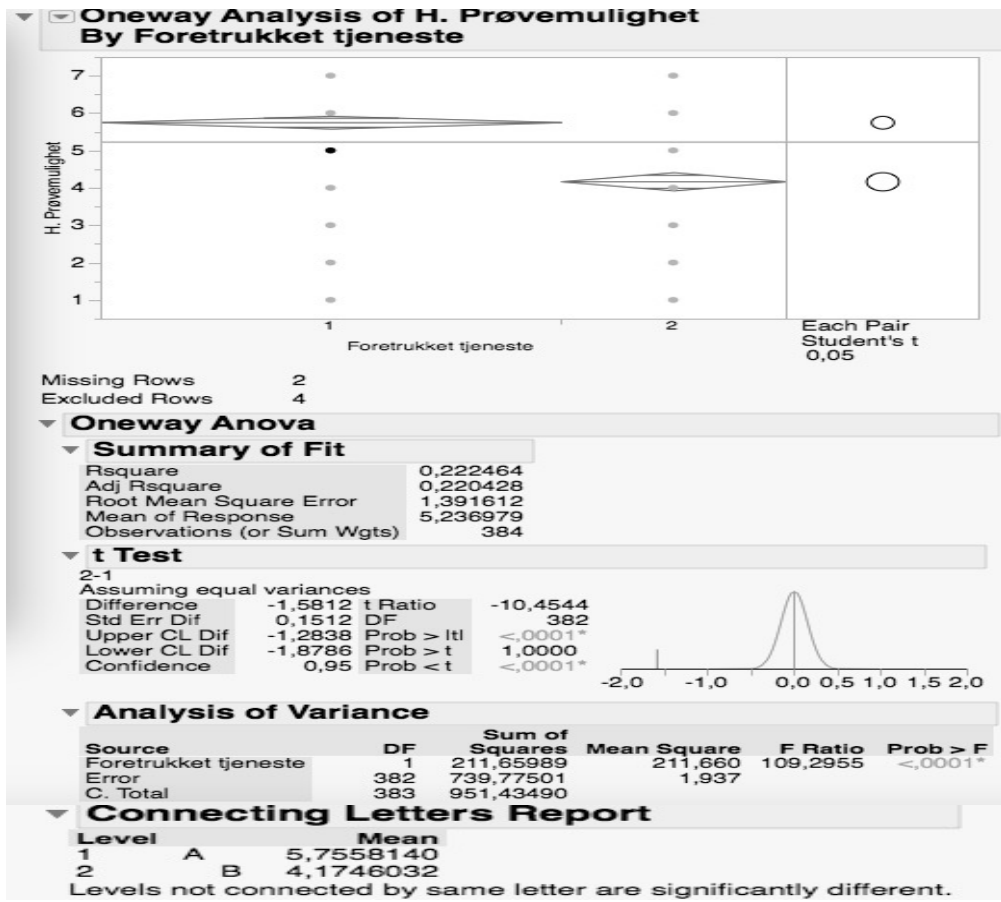 Oneway Analysis of H. Prøvemulighet
By Foretrukket tjeneste
7
6
5
4
3
2
1
H. Prøvemulighet
1 2
Foretrukket tjeneste
Each Pair
Student's t
0,05
Missing Rows 2
Excluded Rows 4
Oneway Anova
Summary of Fit
Rsquare 0,222464
Adj Rsquare 0,220428
Root Mean Square Error 1,391612
Mean of Response 5,236979
Observations (or Sum Wgts) 384
t Test
2-1
Assuming equal variances
Difference -1,5812 t Ratio -10,4544
Std Err Dif 0,1512 DF 382
Upper CL Dif -1,2838 Prob > |t| <,0001*
Lower CL Dif -1,8786 Prob > t 1,0000
Confidence 0,95 Prob < t <,0001*
-2,0 -1,0 0,0 0,5 1,0 1,5 2,0
Analysis of Variance
Source DF Sum of Squares Mean Square F Ratio Prob > F
Foretrukket tjeneste 1 211,65989 211,660 109,2955 <,0001*
Error 382 739,77501 1,937
C. Total 383 951,43490
Connecting Letters Report
Level Mean
1 A 5,7558140
2 B 4,1746032
Levels not connected by same letter are significantly different.